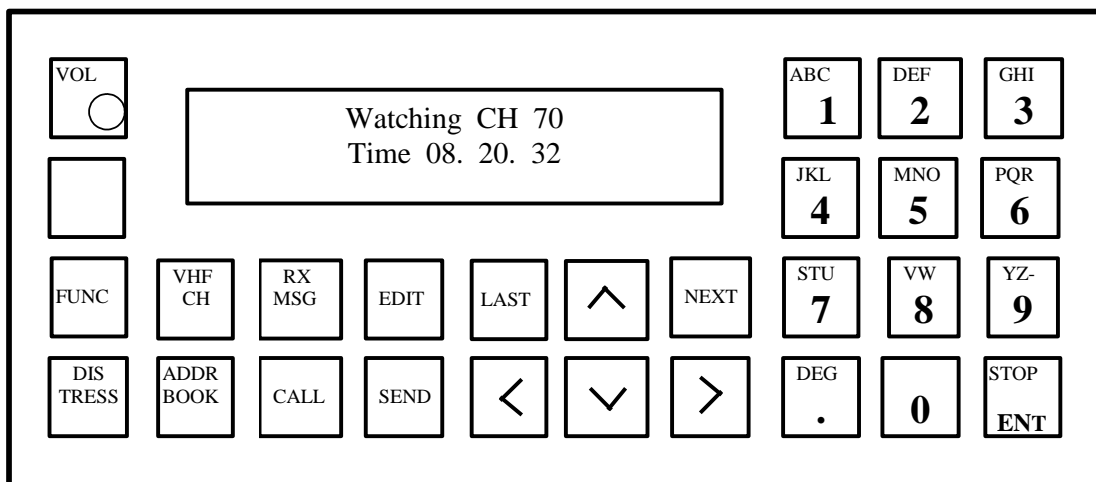 VOL
Watching CH 70
Time 08. 20. 32
ABC
1
DEF
2
GHI
3
JKL
4
MNO
5
PQR
6
FUNC
VHF
CH
RX
MSG
EDIT
LAST
NEXT
STU
7
VW
8
YZ-
9
DIS
TRESS
ADDR
BOOK
CALL
SEND
DEG
.
0
STOP
ENT